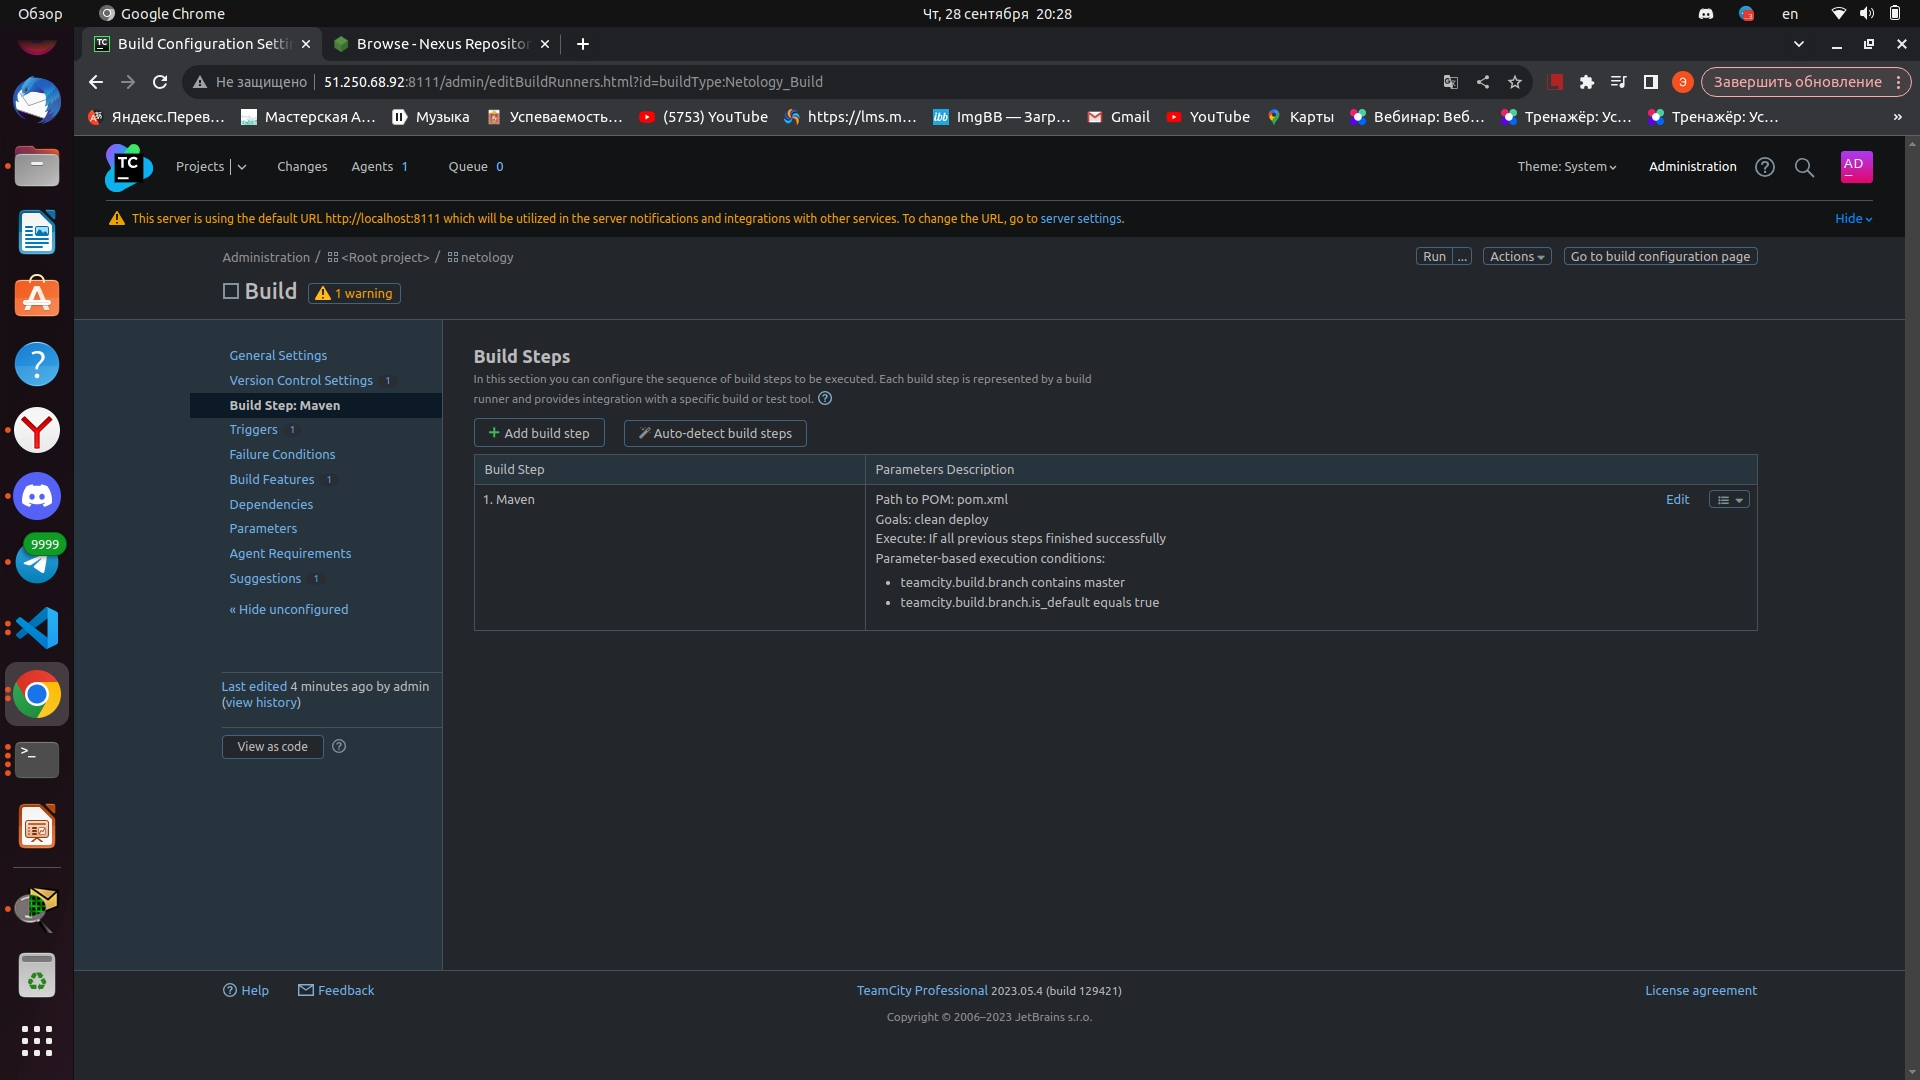 Обзор
Google Chrome
Чт, 28 сентября 20:28
en
TC
Build Configuration Setti
Browse - Nexus Repositor
Не защищено
51.250.68.92:8111/admin/editBuildRunners.html?id=buildType:Netology_Build
Э
Завершить обновление
Яндекс.Перев...
Мастерская А...
Музыка
Успеваемость...
(5753) YouTube
https://lms.m...
ibb
ImgBB — Загр...
Gmail
YouTube
Карты
Вебинар: Веб...
Тренажёр: Ус...
Тренажёр: Ус...
»
TC
Projects
Changes
Agents 1
Queue 0
Theme: System
Administration
AD
This server is using the default URL http://localhost:8111 which will be utilized in the server notifications and integrations with other services. To change the URL, go to server settings.
Hide
Administration / <Root project> / netology
Run ...
Actions
Go to build configuration page
Build
1 warning
General Settings
Version Control Settings 1
Build Step: Maven
Triggers 1
Failure Conditions
Build Features 1
Dependencies
Parameters
Agent Requirements
Suggestions 1
« Hide unconfigured
Last edited 4 minutes ago by admin
(view history)
View as code
Build Steps
In this section you can configure the sequence of build steps to be executed. Each build step is represented by a build
runner and provides integration with a specific build or test tool.
+ Add build step
Auto-detect build steps
Build Step
Parameters Description
1. Maven
Path to POM: pom.xml
Edit
Goals: clean deploy
Execute: If all previous steps finished successfully
Parameter-based execution conditions:
• teamcity.build.branch contains master
• teamcity.build.branch.is_default equals true
9999
>_
Help
Feedback
TeamCity Professional 2023.05.4 (build 129421)
License agreement
Copyright © 2006–2023 JetBrains s.r.o.